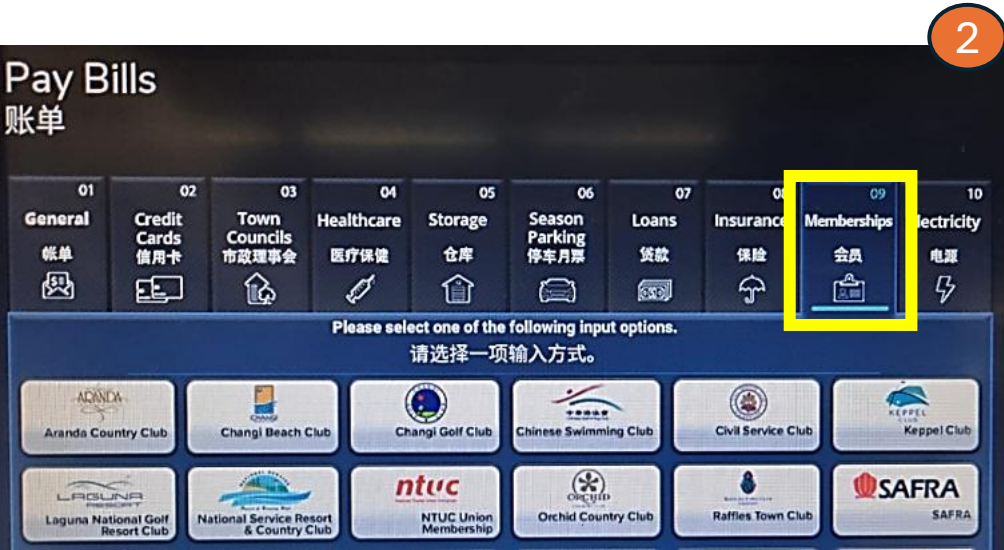 2
Pay Bills
账单
01
General
帐单
02
Credit
Cards
信用卡
03
Town
Councils
市政理事会
04
Healthcare
医疗保健
05
Storage
仓库
06
Season
Parking
停车月票
07
Loans
贷款
Insurance
保险
09
Memberships
会员
10
lectricity
电源
Please select one of the following input options.
请选择一项输入方式。
ARANDA
Aranda Country Club
CHANGI
Changi Beach Club
Changi Golf Club
Chinese Swimming Club
Civil Service Club
KEPPEL
CLUB
Keppel Club
LAGUNA
Laguna National Golf
Resort Club
National Service Resort
& Country Club
ntuc
NTUC Union
Membership
ORCHID
Orchid Country Club
Raffles Town Club
SAFRA
SAFRA